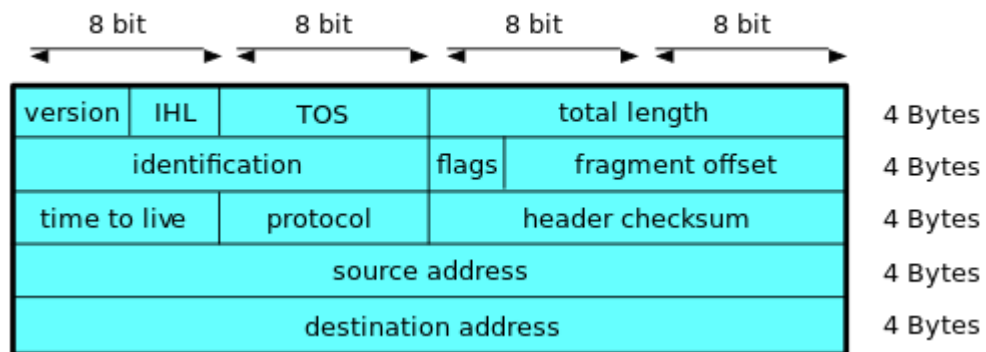 8 bit 8 bit 8 bit 8 bit
version IHL TOS total length 4 Bytes
identification flags fragment offset 4 Bytes
time to live protocol header checksum 4 Bytes
source address 4 Bytes
destination address 4 Bytes